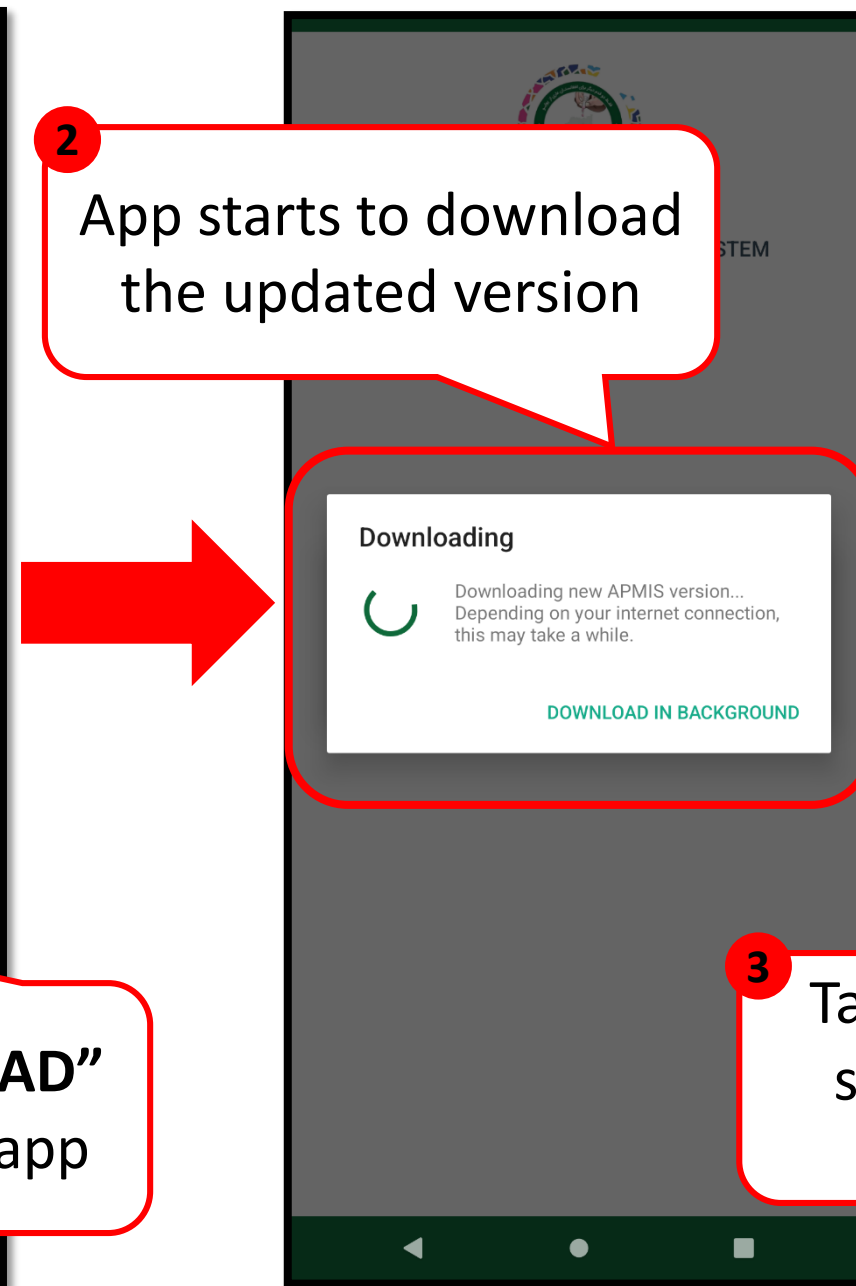 2
App starts to download
the updated version
STEM
Downloading
Downloading new APMIS version...
Depending on your internet connection,
this may take a while.
DOWNLOAD IN BACKGROUND
AD”
app
3
Ta
s